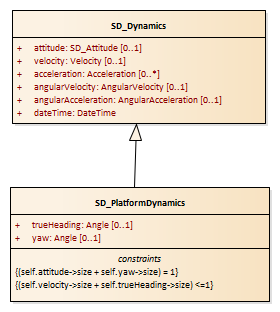 SD_Dynamics
+ attitude: SD_Attitude [0..1]
+ velocity: Velocity [0..1]
+ acceleration: Acceleration [0..*]
+ angularVelocity: AngularVelocity [0..1]
+ angularAcceleration: AngularAcceleration [0..1]
+ dateTime: DateTime
SD_PlatformDynamics
+ trueHeading: Angle [0..1]
+ yaw: Angle [0..1]
constraints
{(self.attitude->size + self.yaw->size) = 1}
{(self.velocity->size + self.trueHeading->size) <=1}